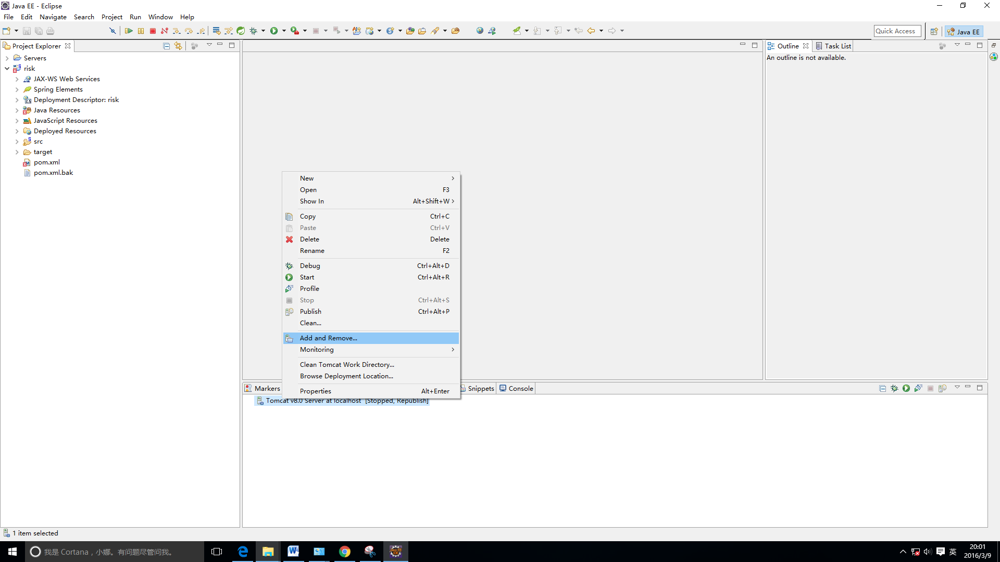 Java EE - Eclipse
File Edit Navigate Search Project Run Window Help
Quick Access
Java EE
Project Explorer
Servers
risk
JAX-WS Web Services
Spring Elements
Deployment Descriptor: risk
Java Resources
JavaScript Resources
Deployed Resources
src
target
pom.xml
pom.xml.bak
Outline Task List
An outline is not available.
New
Open F3
Show In Alt+Shift+W
Copy Ctrl+C
Paste Ctrl+V
Delete Delete
Rename F2
Debug Ctrl+Alt+D
Start Ctrl+Alt+R
Profile
Stop Ctrl+Alt+S
Publish Ctrl+Alt+P
Clean...
Add and Remove...
Monitoring
Clean Tomcat Work Directory...
Browse Deployment Location...
Properties Alt+Enter
Markers Snippets Console
Tomcat v8.0 Server at localhost [Stopped, Republish]
1 item selected
我是 Cortana，小娜。有问题尽管问我。
英
20:01
2016/3/9